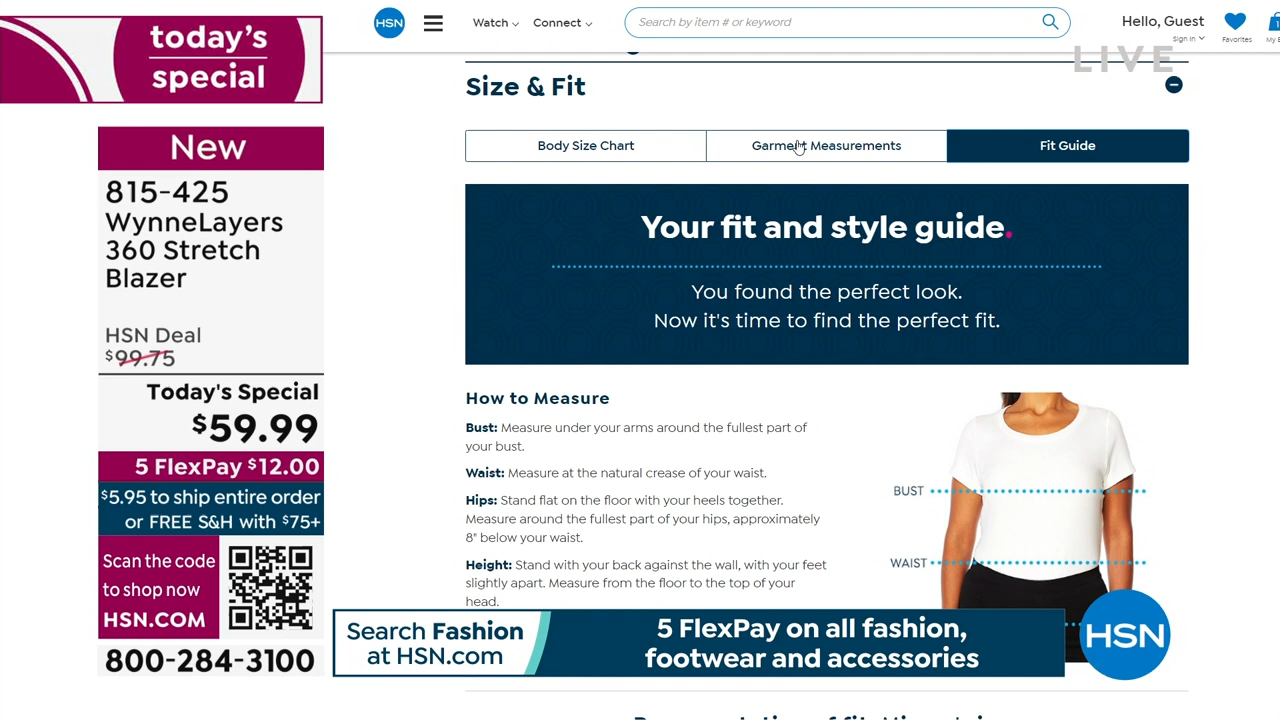 today's
special
New
815-425
WynneLayers
360 Stretch
Blazer
HSN Deal
$99.75
Today's Special
$59.99
5 FlexPay $12.00
$5.95 to ship entire order
or FREE S&H with $75+
Scan the code
to shop now
HSN.COM
800-284-3100
HSN
Watch
Connect
Search by item # or keyword
Hello, Guest
Sign In
Favorites
My
LIVE
Size & Fit
Body Size Chart
Garment Measurements
Fit Guide
Your fit and style guide.
You found the perfect look.
Now it's time to find the perfect fit.
How to Measure
Bust: Measure under your arms around the fullest part of
your bust.
Waist: Measure at the natural crease of your waist.
Hips: Stand flat on the floor with your heels together.
Measure around the fullest part of your hips, approximately
8" below your waist.
Height: Stand with your back against the wall, with your feet
slightly apart. Measure from the floor to the top of your
head.
BUST
WAIST
Search Fashion
at HSN.com
5 FlexPay on all fashion,
footwear and accessories
HSN